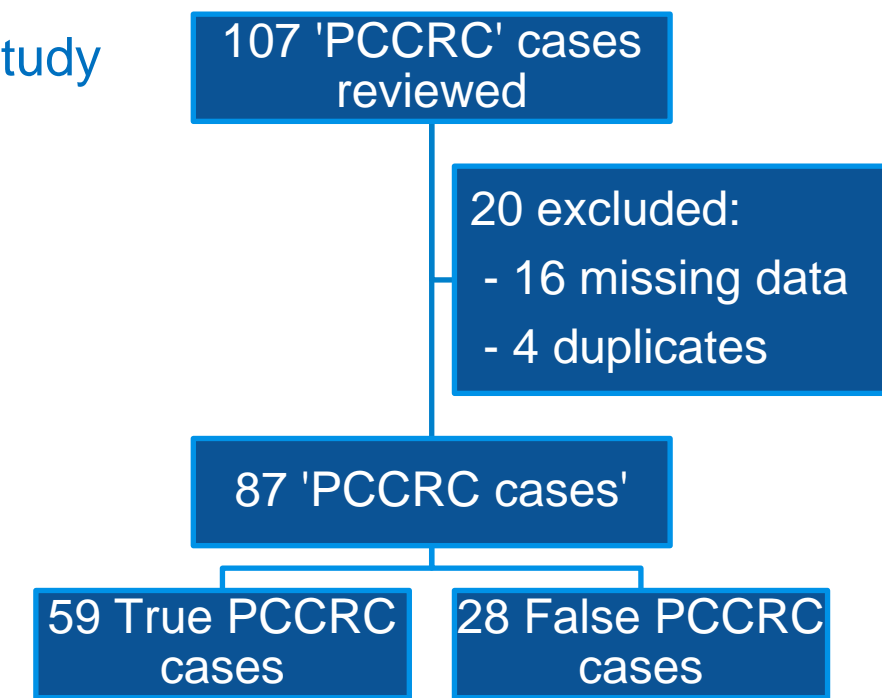 tudy
107 'PCCRC' cases
reviewed
20 excluded:
- 16 missing data
- 4 duplicates
87 'PCCRC cases'
59 True PCCRC
cases
28 False PCCRC
cases